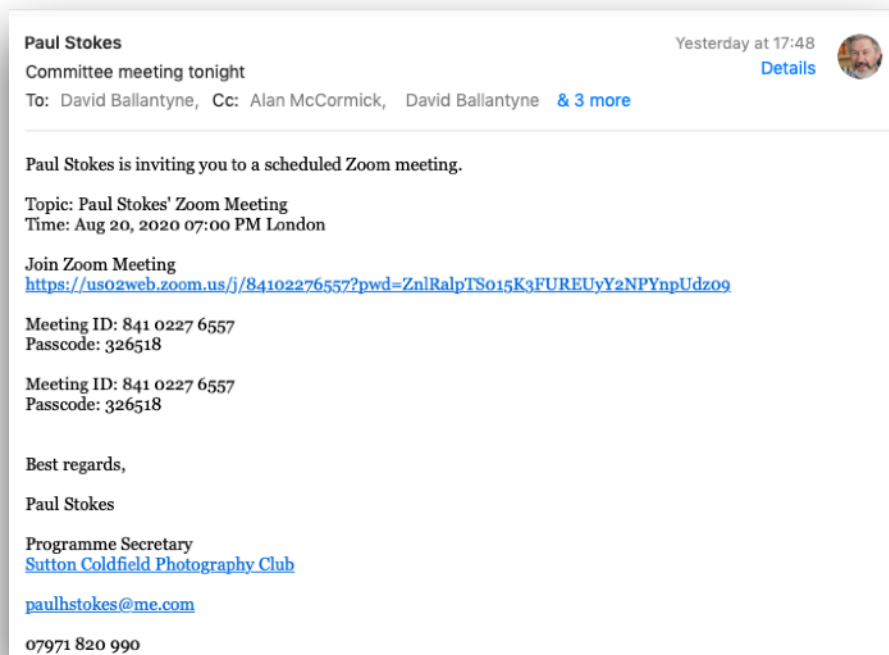 Paul Stokes
Yesterday at 17:48
Committee meeting tonight
Details
To: David Ballantyne, Cc: Alan McCormick, David Ballantyne & 3 more
Paul Stokes is inviting you to a scheduled Zoom meeting.
Topic: Paul Stokes' Zoom Meeting
Time: Aug 20, 2020 07:00 PM London
Join Zoom Meeting
https://us02web.zoom.us/j/84102276557?pwd=ZnlRalpTS015K3FUREUyY2NPYnpUdz09
Meeting ID: 841 0227 6557
Passcode: 326518
Meeting ID: 841 0227 6557
Passcode: 326518
Best regards,
Paul Stokes
Programme Secretary
Sutton Coldfield Photography Club
paulhstokes@me.com
07971 820 990